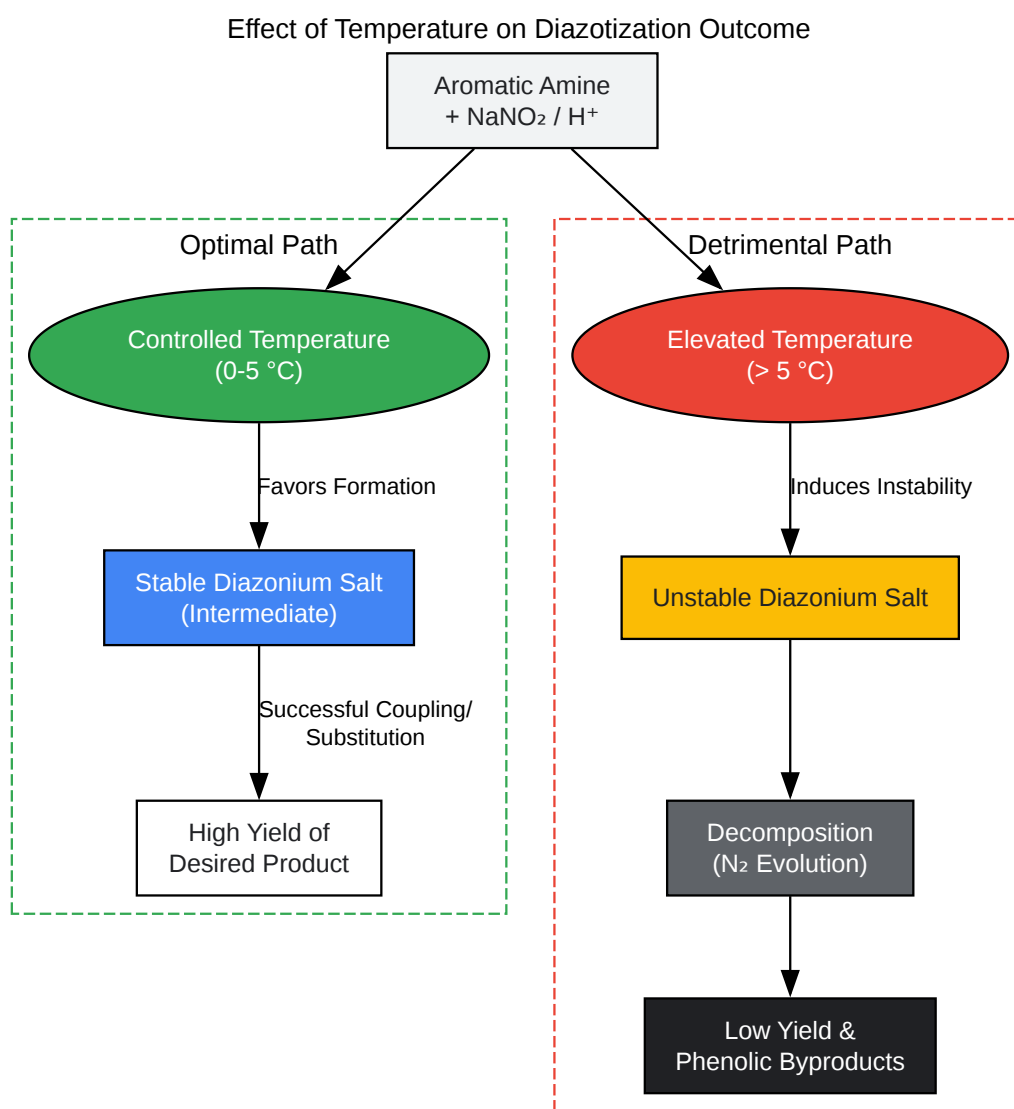 Effect of Temperature on Diazotization Outcome
Aromatic Amine
+ NaNO₂ / H⁺
Optimal Path
Detrimental Path
Controlled Temperature
(0-5 °C)
Elevated Temperature
(> 5 °C)
Favors Formation
Induces Instability
Stable Diazonium Salt
(Intermediate)
Unstable Diazonium Salt
Successful Coupling/
Substitution
High Yield of
Desired Product
Decomposition
(N₂ Evolution)
Low Yield &
Phenolic Byproducts